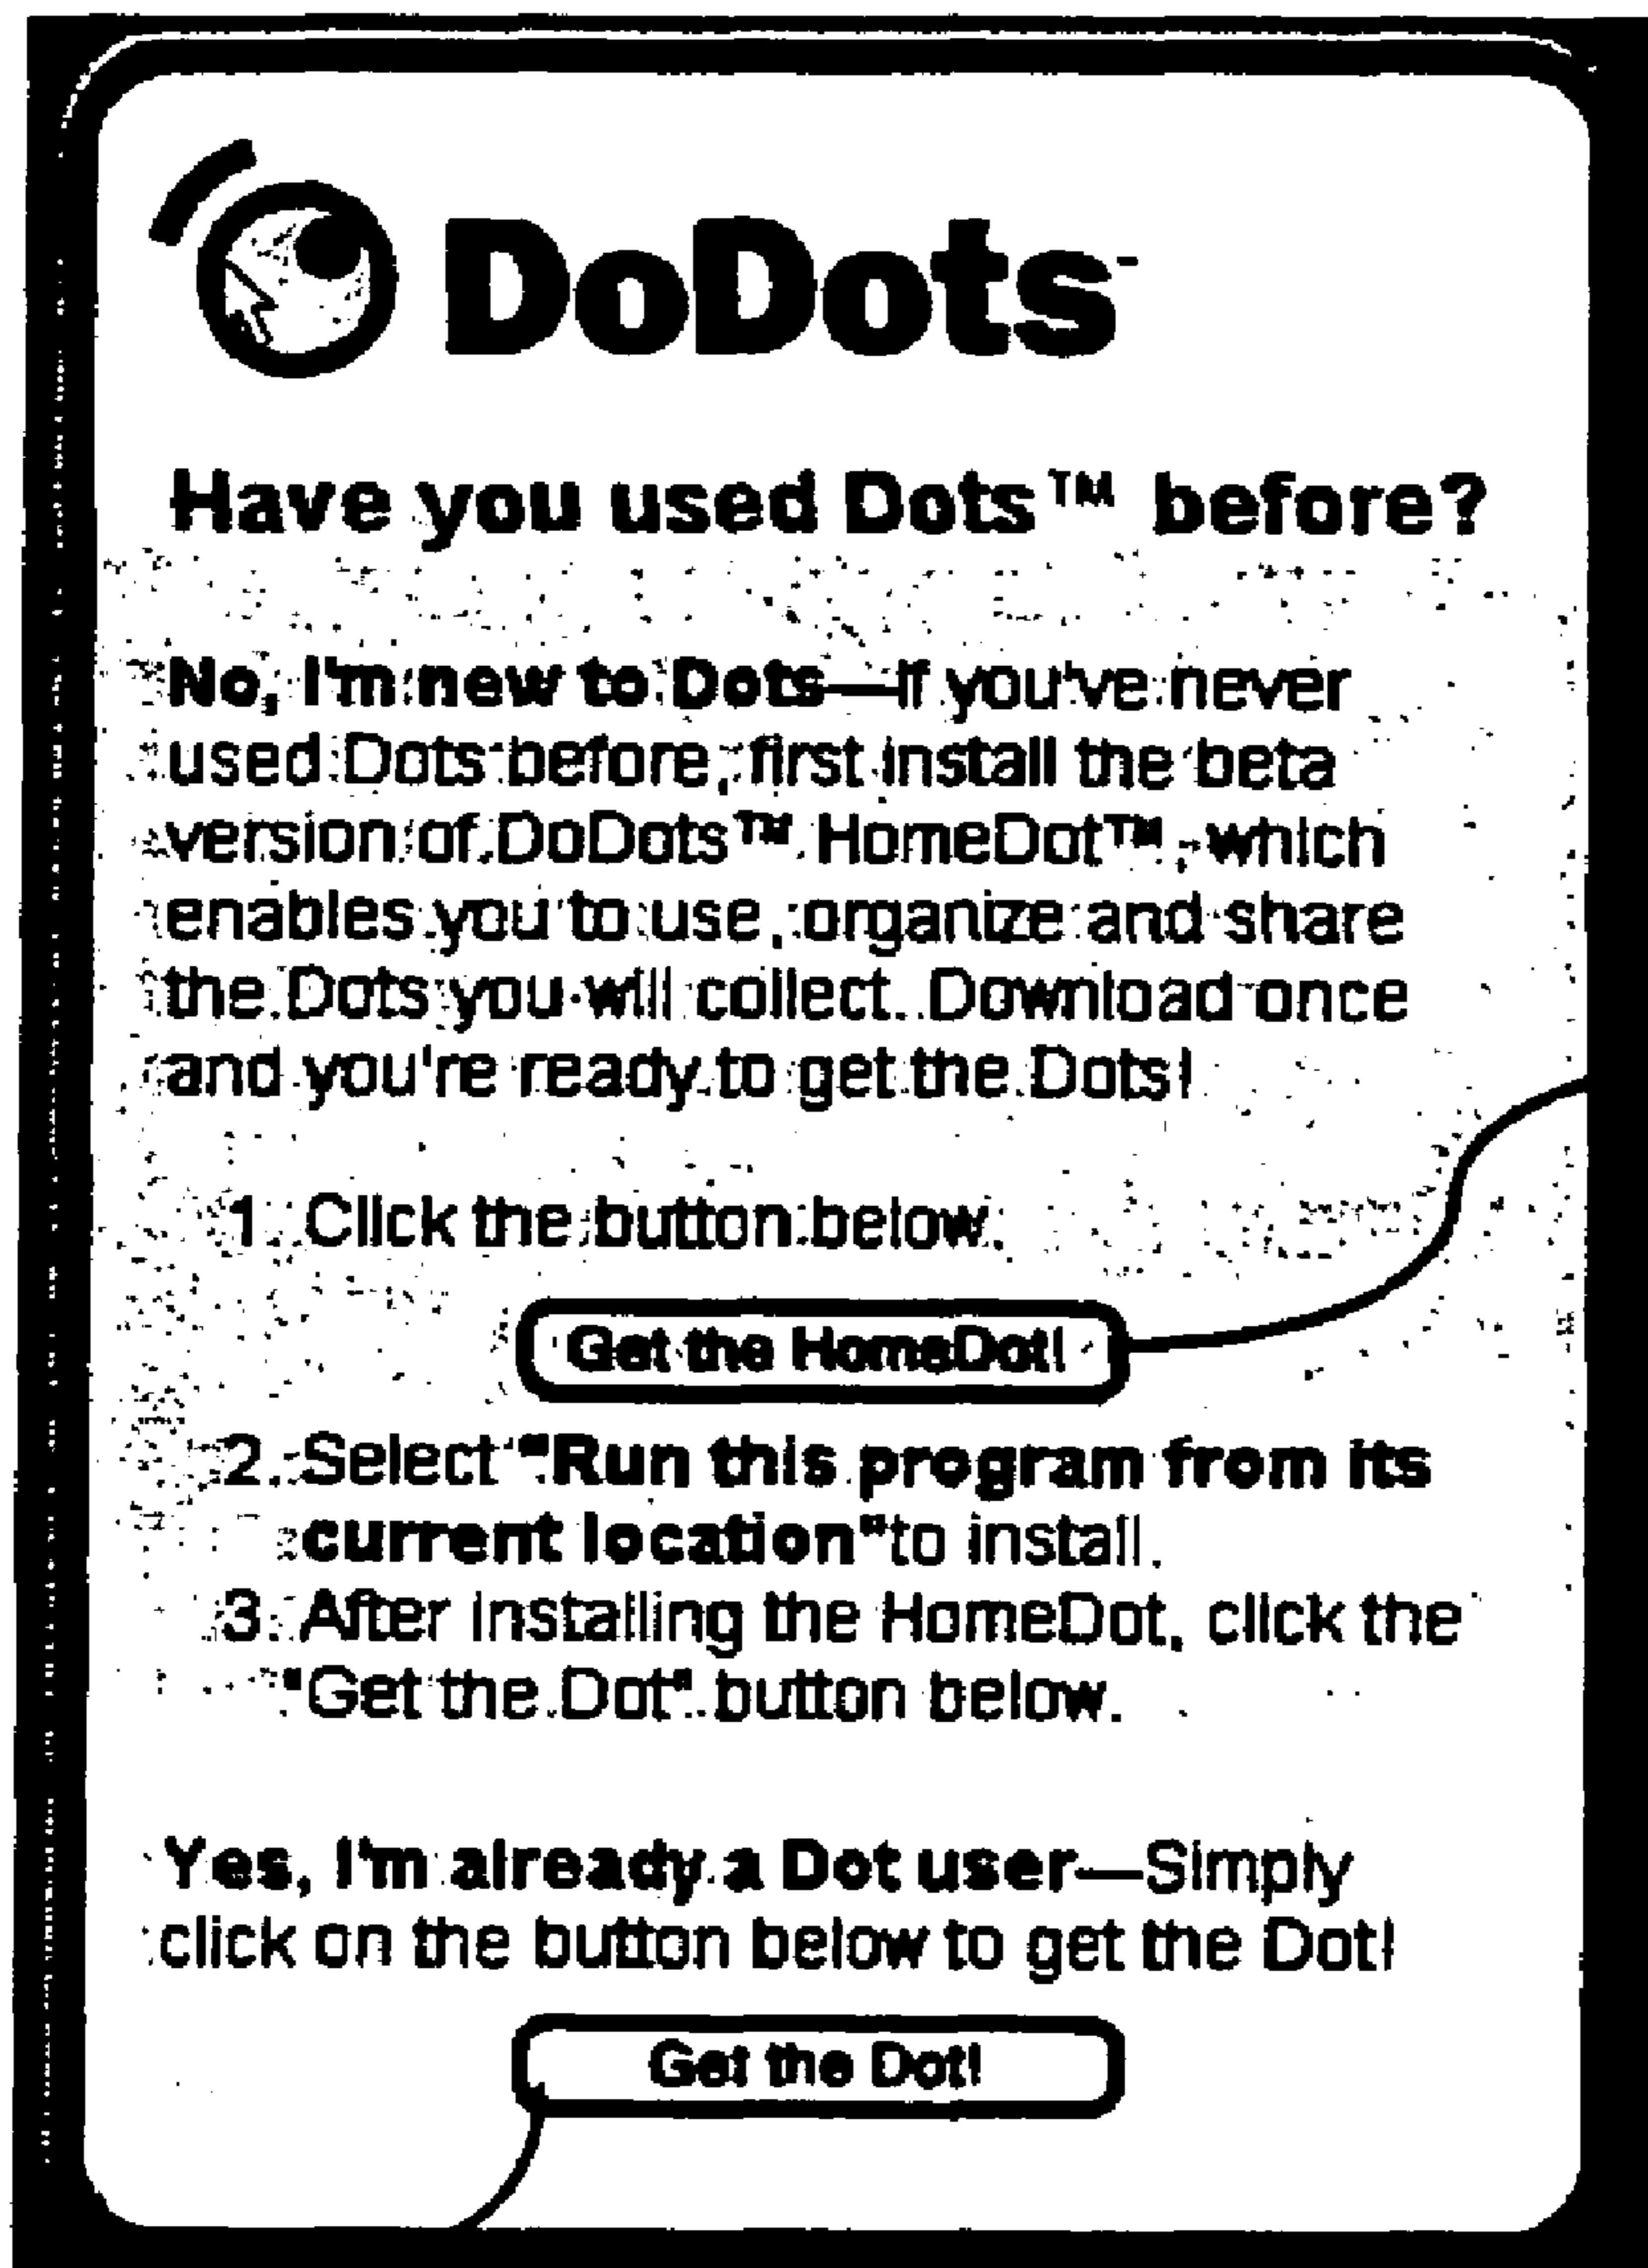 DoDots™
Have you used Dots™ before?
No, I'm new to Dots—If you've never
used Dots before, first install the beta
version of DoDots™ HomeDot™, which
enables you to use, organize and share
the Dots you will collect. Download once
and you're ready to get the Dots!
1. Click the button below.
Get the HomeDot!
2. Select "Run this program from its
current location"to install.
3. After installing the HomeDot, click the
"Get the Dot" button below.
Yes, I'm already a Dot user—Simply
click on the button below to get the Dot!
Get the Dot!